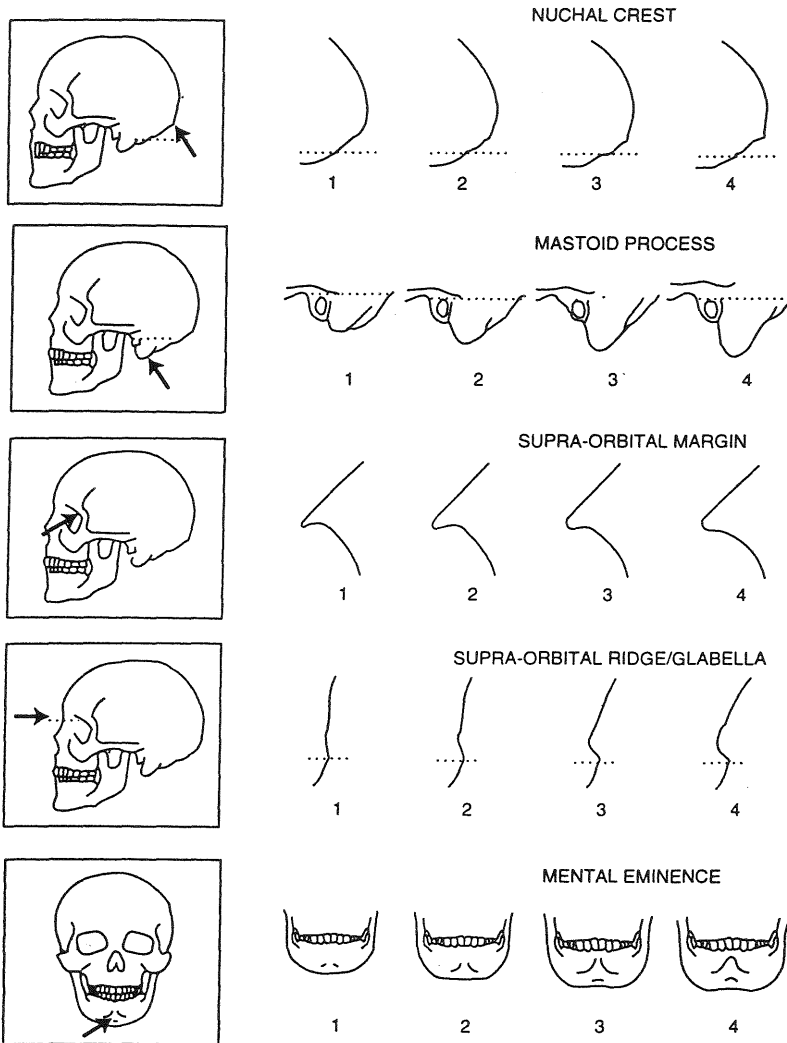 NUCHAL CREST
1 2 3 4
MASTOID PROCESS
1 2 3 4
SUPRA-ORBITAL MARGIN
1 2 3 4
SUPRA-ORBITAL RIDGE/GLABELLA
1 2 3 4
MENTAL EMINENCE
1 2 3 4